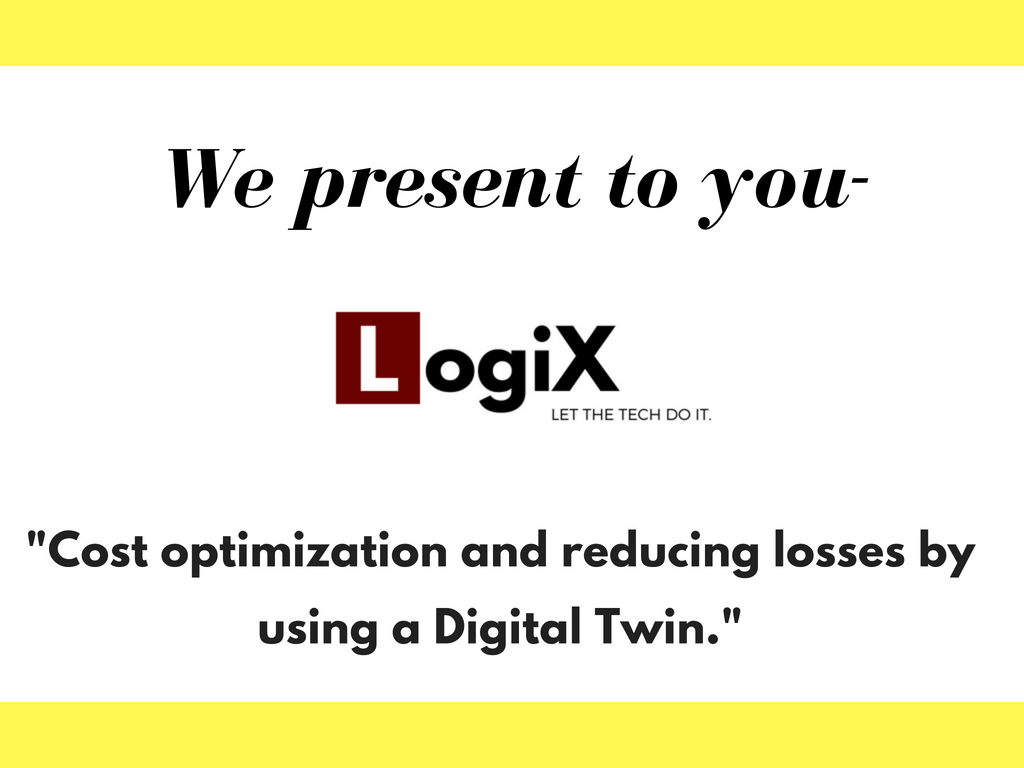 We present to you-
LogiX
LET THE TECH DO IT.
"Cost optimization and reducing losses by
using a Digital Twin."